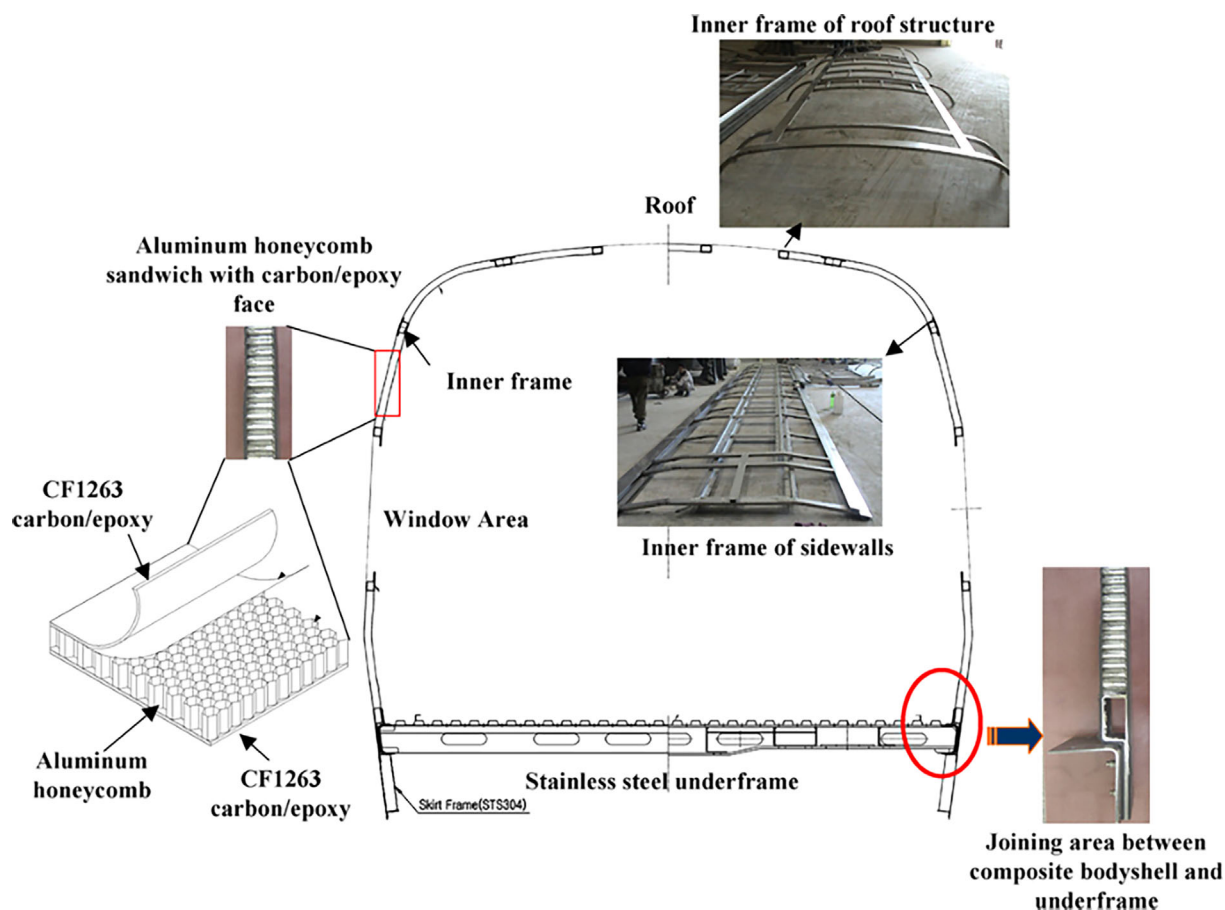 Inner frame of roof structure
Roof
Aluminum honeycomb
sandwich with carbon/epoxy
face
Inner frame
CF1263
carbon/epoxy
Window Area
Inner frame of sidewalls
Aluminum
honeycomb
CF1263
carbon/epoxy
Stainless steel underframe
Skirt Frame(STS304)
Joining area between
composite bodyshell and
underframe